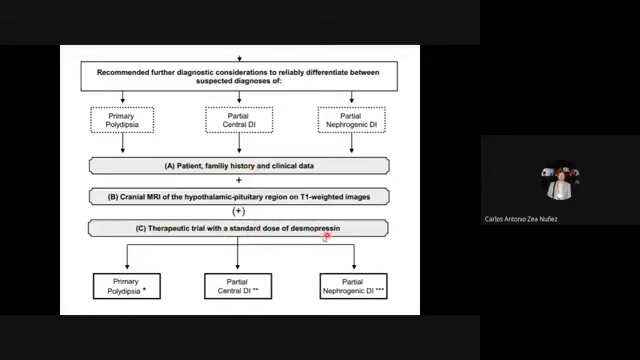 Recommended further diagnostic considerations to reliably differentiate between
suspected diagnoses of:
Primary
Polydipsia
Partial
Central DI
Partial
Nephrogenic DI
(A) Patient, familiy history and clinical data
+
(B) Cranial MRI of the hypothalamic-pituitary region on T1-weighted images
(+)
(C) Therapeutic trial with a standard dose of desmopressin
Primary
Polydipsia *
Partial
Central DI **
Partial
Nephrogenic DI ***
Carlos Antonio Zea Nuñez